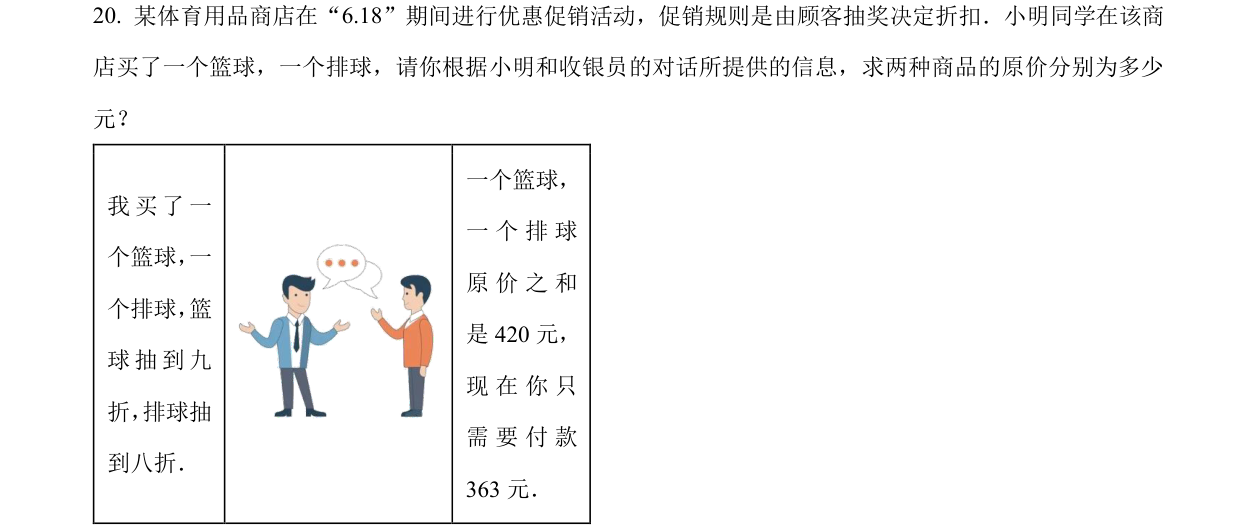 20. 某体育用品商店在“6.18”期间进行优惠促销活动，促销规则是由顾客抽奖决定折扣．小明同学在该商
店买了一个篮球，一个排球，请你根据小明和收银员的对话所提供的信息，求两种商品的原价分别为多少
元？
我买了一
个篮球，一
个排球，篮
球抽到九
折，排球抽
到八折．
一个篮球，
一个排球
原价之和
是 420 元，
现在你只
需要付款
363 元．